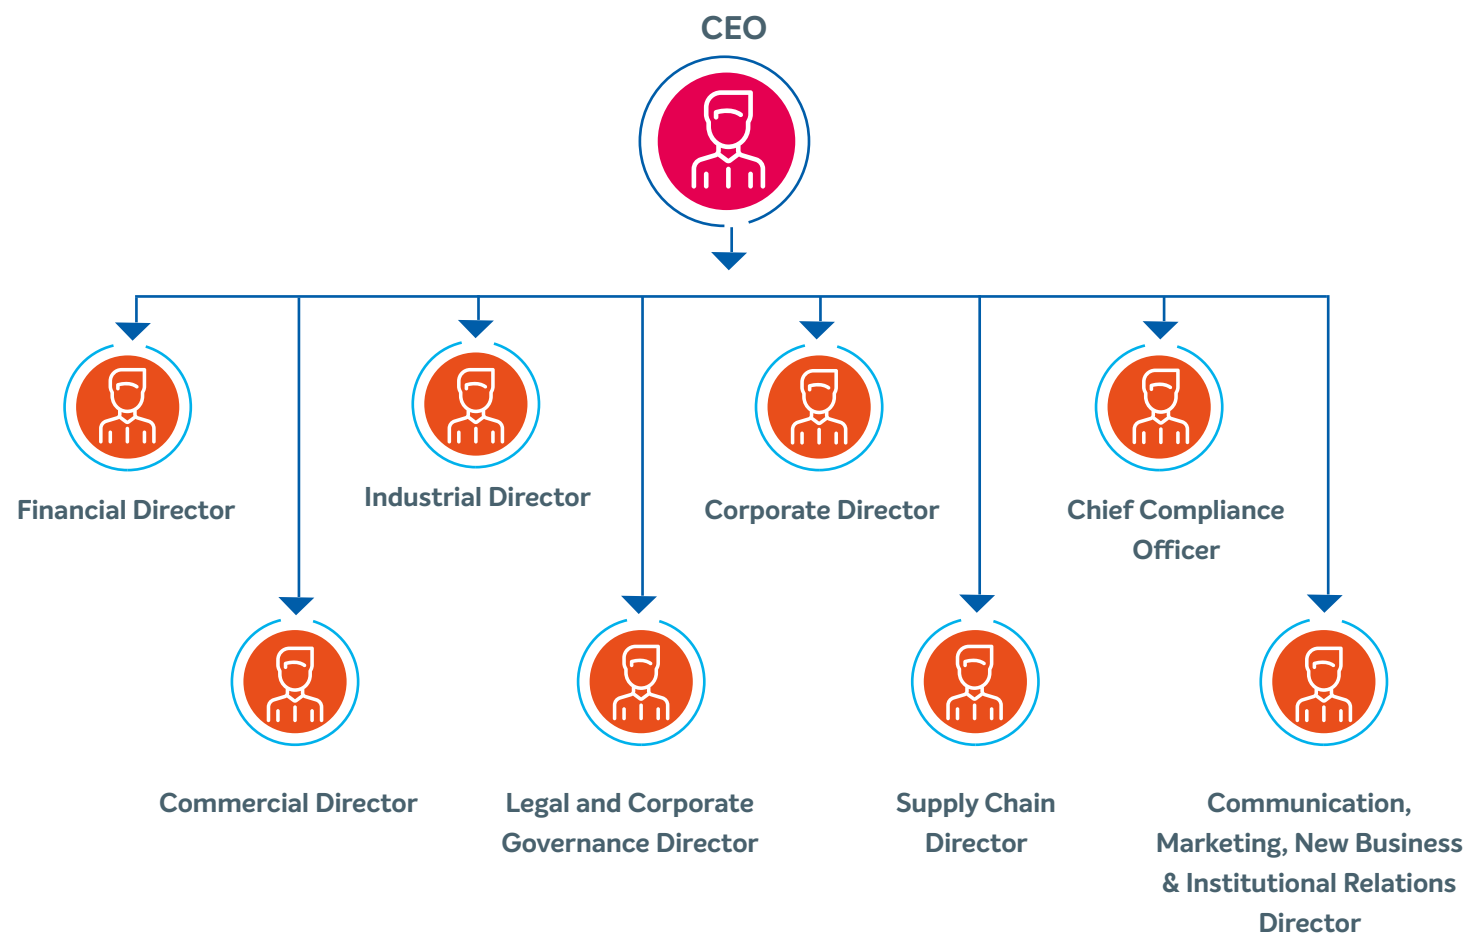 CEO
Financial Director
Industrial Director
Corporate Director
Chief Compliance
Officer
Commercial Director
Legal and Corporate
Governance Director
Supply Chain
Director
Communication,
Marketing, New Business
& Institutional Relations
Director